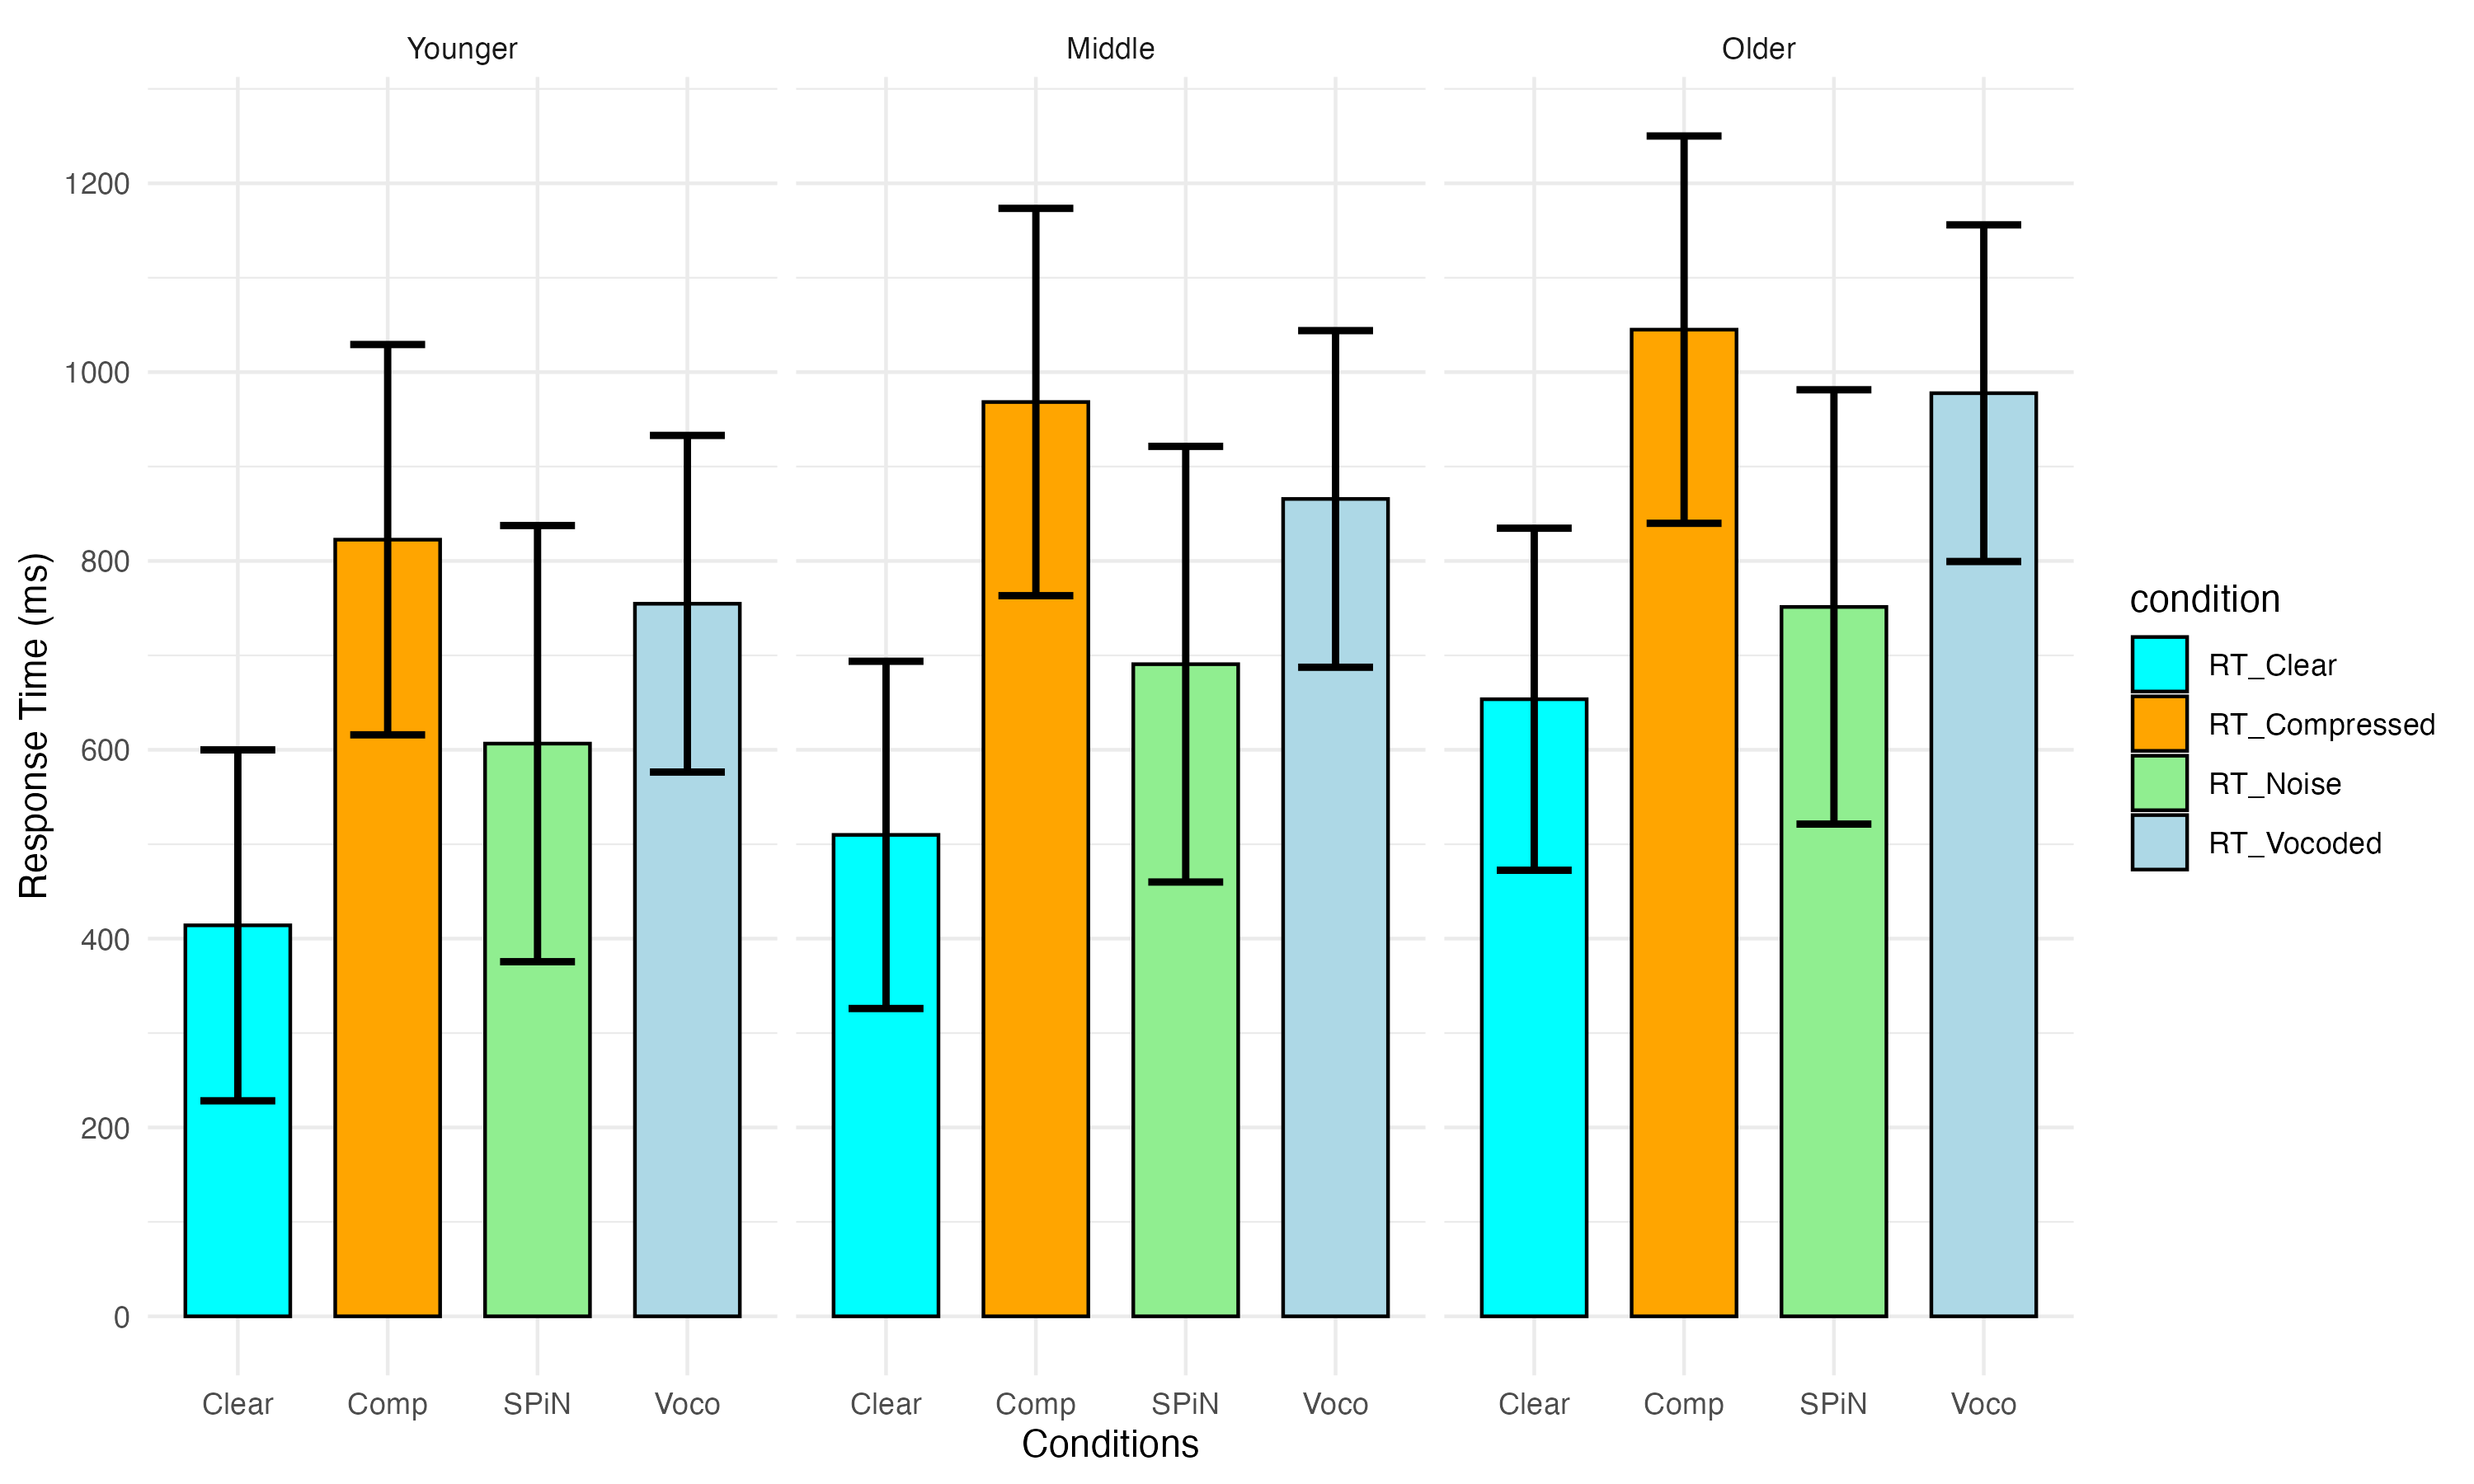 Younger Middle Older
1200
1000
800
600
400
200
0
Response Time (ms)
Clear Comp SPiN Voco Clear Comp SPiN Voco Clear Comp SPiN Voco
Conditions
condition
RT_Clear
RT_Compressed
RT_Noise
RT_Vocoded